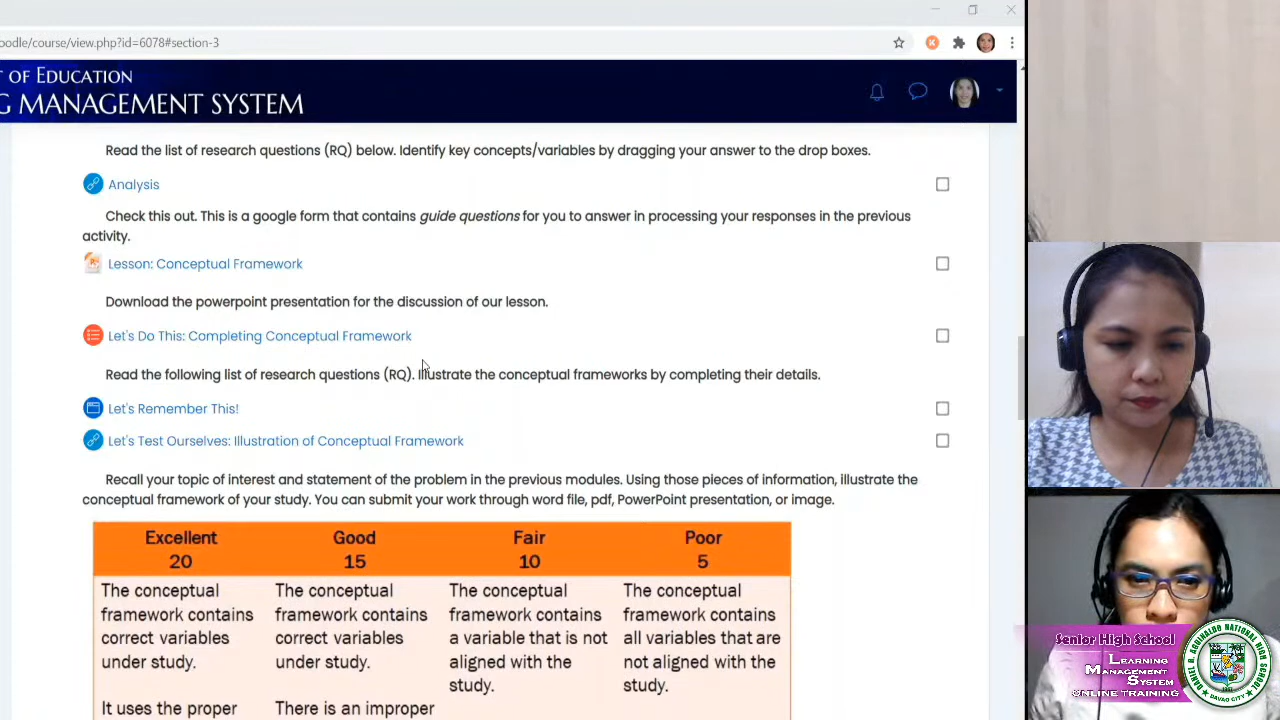 oodle/course/view.php?id=6078#section-3
T OF EDUCATION
G MANAGEMENT SYSTEM
Read the list of research questions (RQ) below. Identify key concepts/variables by dragging your answer to the drop boxes.
Analysis
Check this out. This is a google form that contains guide questions for you to answer in processing your responses in the previous
activity.
Lesson: Conceptual Framework
Download the powerpoint presentation for the discussion of our lesson.
Let's Do This: Completing Conceptual Framework
Read the following list of research questions (RQ). Illustrate the conceptual frameworks by completing their details.
Let's Remember This!
Let's Test Ourselves: Illustration of Conceptual Framework
Recall your topic of interest and statement of the problem in the previous modules. Using those pieces of information, illustrate the
conceptual framework of your study. You can submit your work through word file, pdf, PowerPoint presentation, or image.
Excellent Good Fair Poor
20 15 10 5
The conceptual The conceptual The conceptual The conceptual
framework contains framework contains framework contains framework contains
correct variables correct variables a variable that is not all variables that are
under study. under study. aligned with the not aligned with the
study. study.
It uses the proper There is an improper
K
Senior High School
LEARNING
MANAGEMENT
SYSTEM
ONLINE TRAINING
DANIEL R. AGUINALDO NATIONAL HIGH SCHOOL
DAVAO CITY